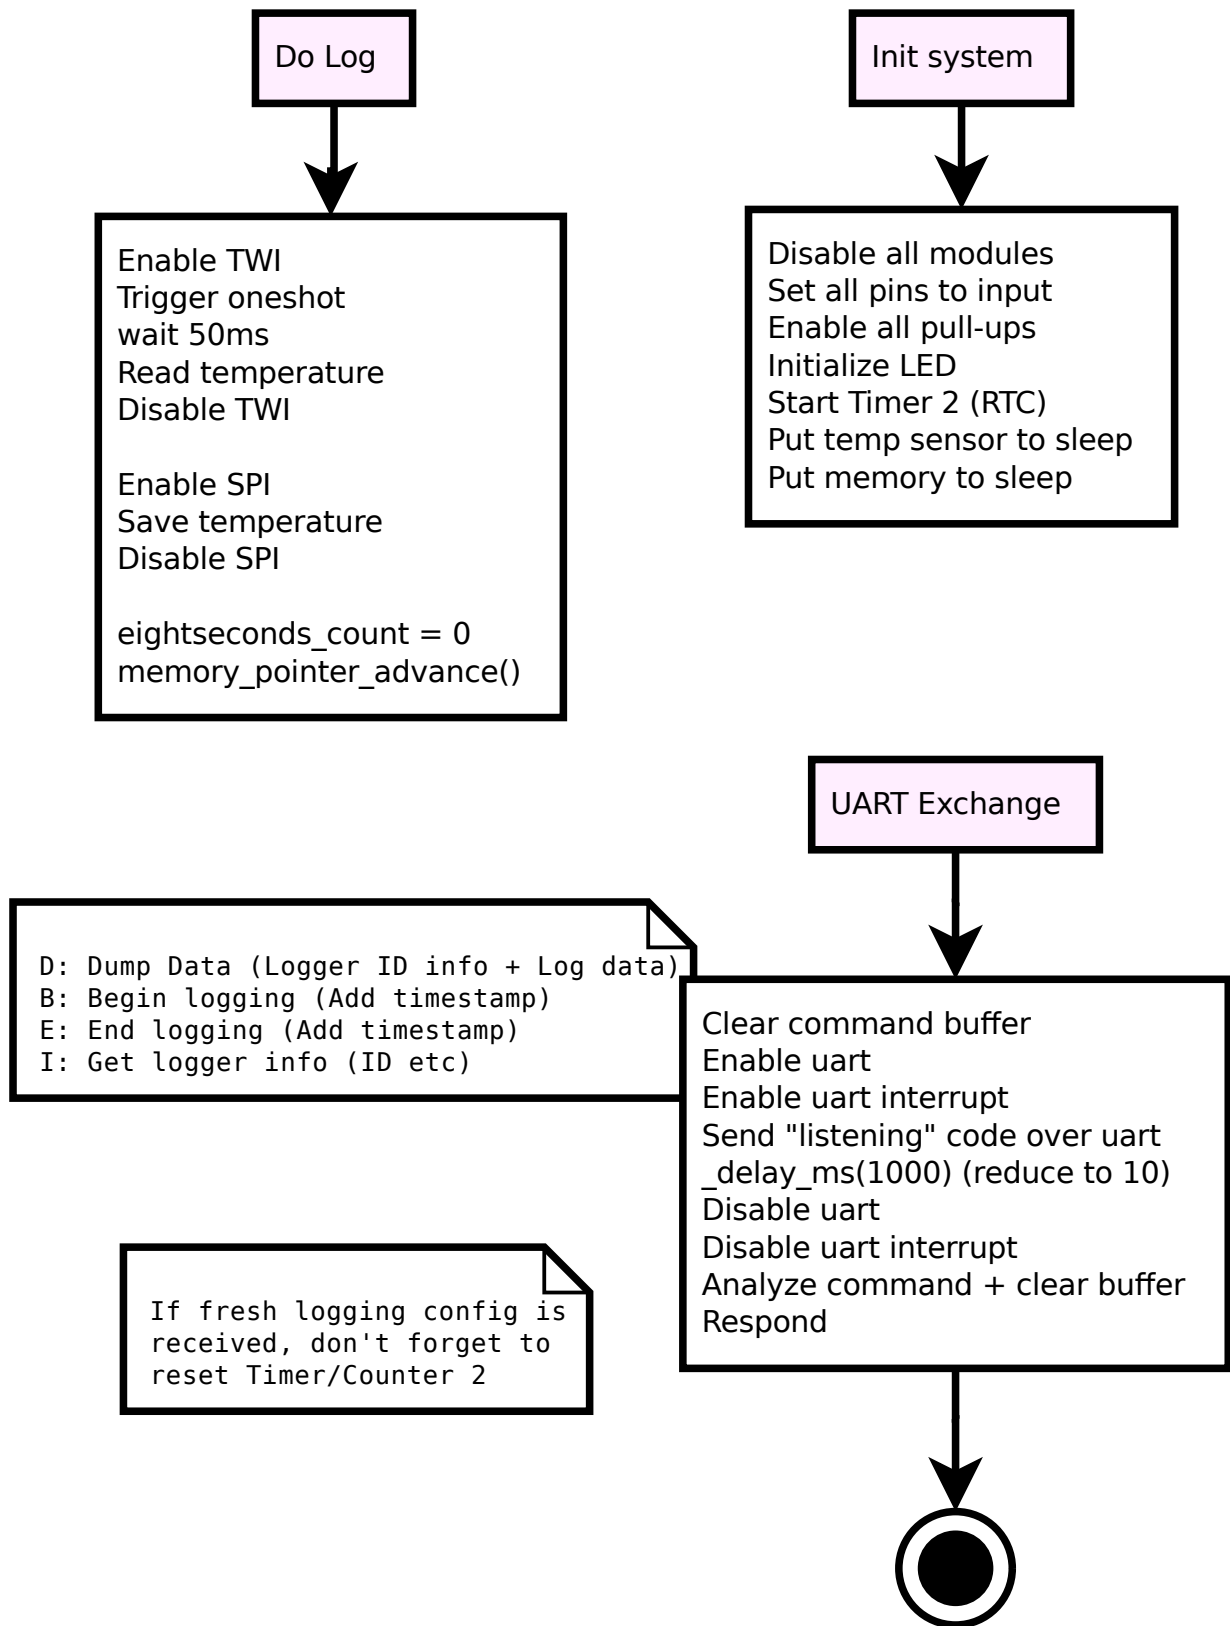 Do Log
Enable TWI
Trigger oneshot
wait 50ms
Read temperature
Disable TWI
Enable SPI
Save temperature
Disable SPI
eightseconds_count = 0
memory_pointer_advance()
Init system
Disable all modules
Set all pins to input
Enable all pull-ups
Initialize LED
Start Timer 2 (RTC)
Put temp sensor to sleep
Put memory to sleep
UART Exchange
D: Dump Data (Logger ID info + Log data)
B: Begin logging (Add timestamp)
E: End logging (Add timestamp)
I: Get logger info (ID etc)
Clear command buffer
Enable uart
Enable uart interrupt
Send "listening" code over uart
_delay_ms(1000) (reduce to 10)
Disable uart
Disable uart interrupt
Analyze command + clear buffer
Respond
If fresh logging config is
received, don't forget to
reset Timer/Counter 2